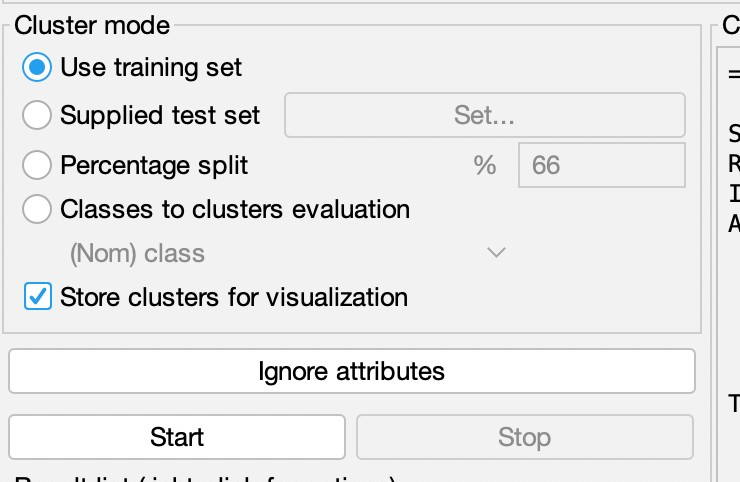 Cluster mode
Use training set
Supplied test set Set...
Percentage split % 66
Classes to clusters evaluation
(Nom) class
Store clusters for visualization
Ignore attributes
Start Stop
C
=
S
R
I
A
T